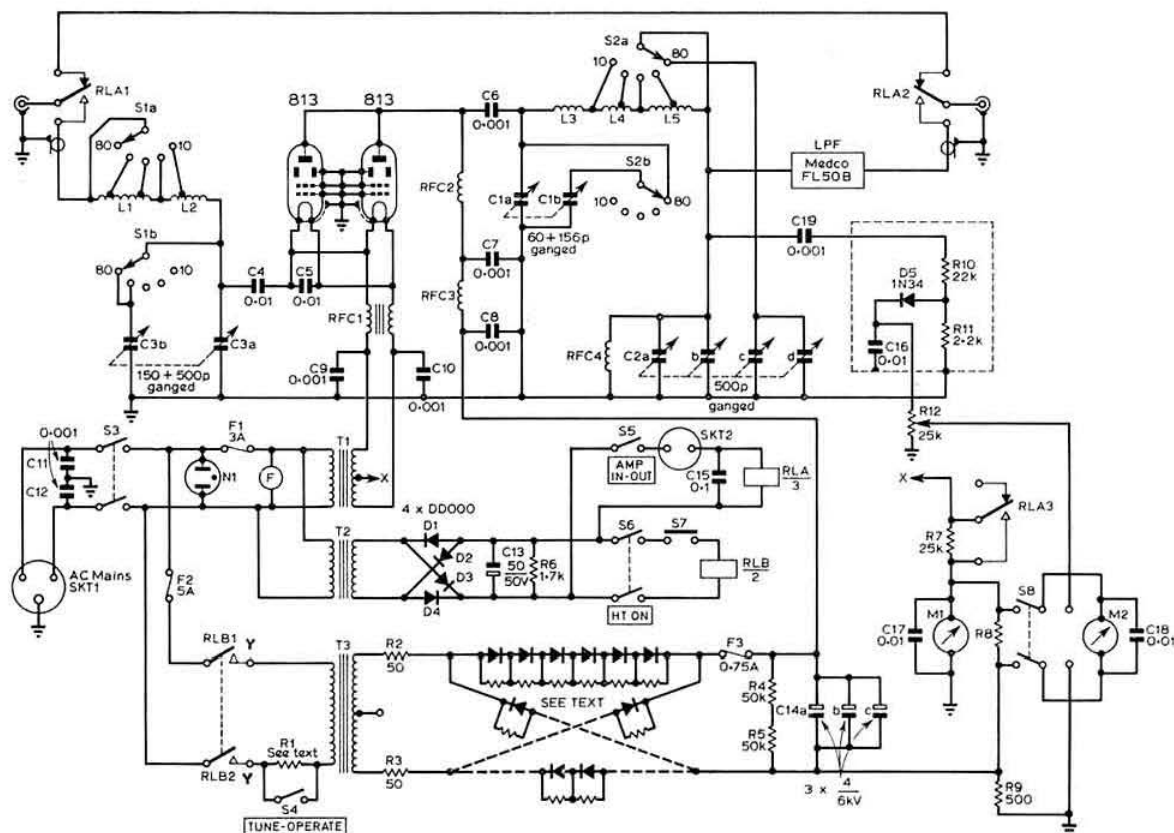 RLA1
S1a
80
10
L1
L2
S1b
80
10
C3b
C3a
150 + 500p
ganged
C4
0·01
C5
0·01
813
813
RFC1
C9
0·001
C10
0·001
RFC2
C7
0·001
RFC3
C8
0·001
C6
0·001
S2a
10
80
L3
L4
L5
C1a
C1b
60 + 156p
ganged
S2b
10
80
RFC4
C2a
b
c
d
500p
ganged
LPF
Medco
FL50B
RLA2
C19
0·001
D5
1N34
R10
22k
R11
2·2k
C16
0·01
R12
25k
0·001
C11
C12
S3
AC Mains
SKT1
N1
F1
3A
F
F2
5A
T1
X
T2
4 x DD000
D1
D2
D3
D4
C13
50
50V
R6
1·7k
S5
AMP
IN-OUT
SKT2
C15
0·1
RLA
3
S6
S7
HT ON
RLB
2
RLB1
Y
RLB2
Y
R1
See text
S4
TUNE-OPERATE
T3
R2
50
R3
50
SEE TEXT
F3
0·75A
R4
50k
R5
50k
C14a
b
c
3 x
4
6kV
X
R7
25k
RLA3
C17
0·01
M1
R8
S8
M2
C18
0·01
R9
500